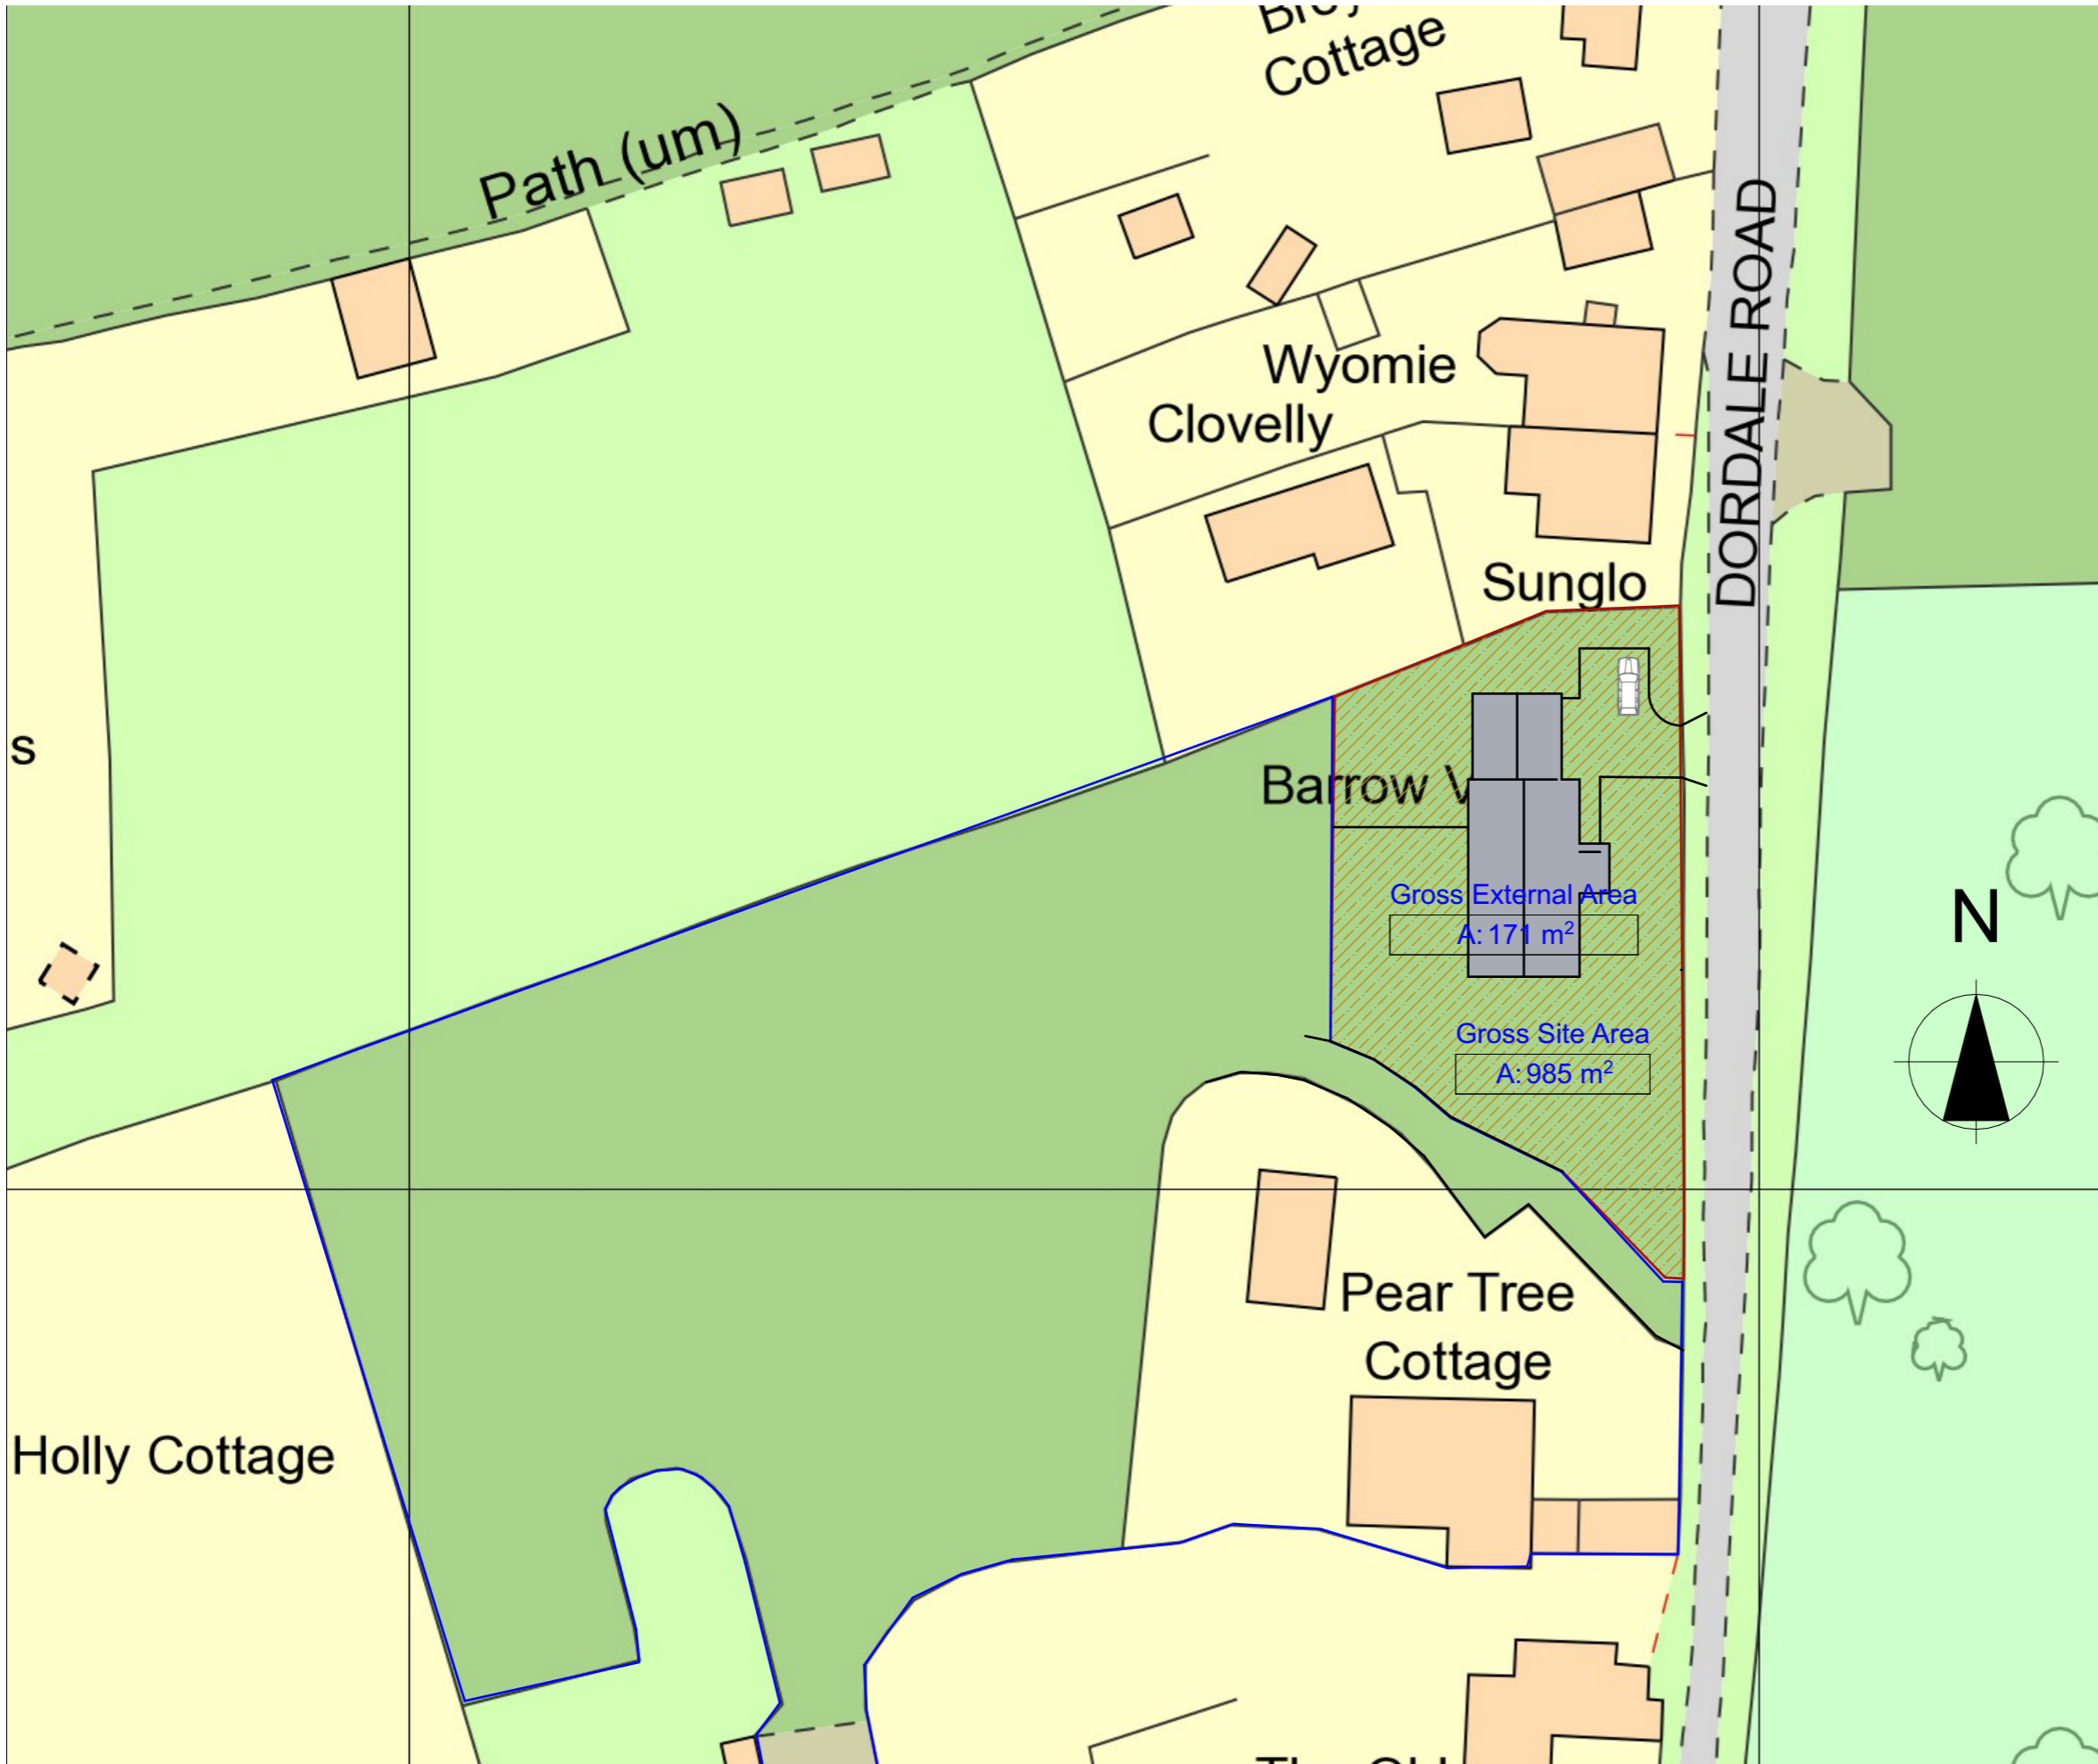 Cottage
Path (um)
DORDALE ROAD
Wyomie
Clovelly
Sunglo
s
Barrow
Gross External Area
A: 171 m²
N
Gross Site Area
A: 985 m²
Pear Tree
Cottage
Holly Cottage